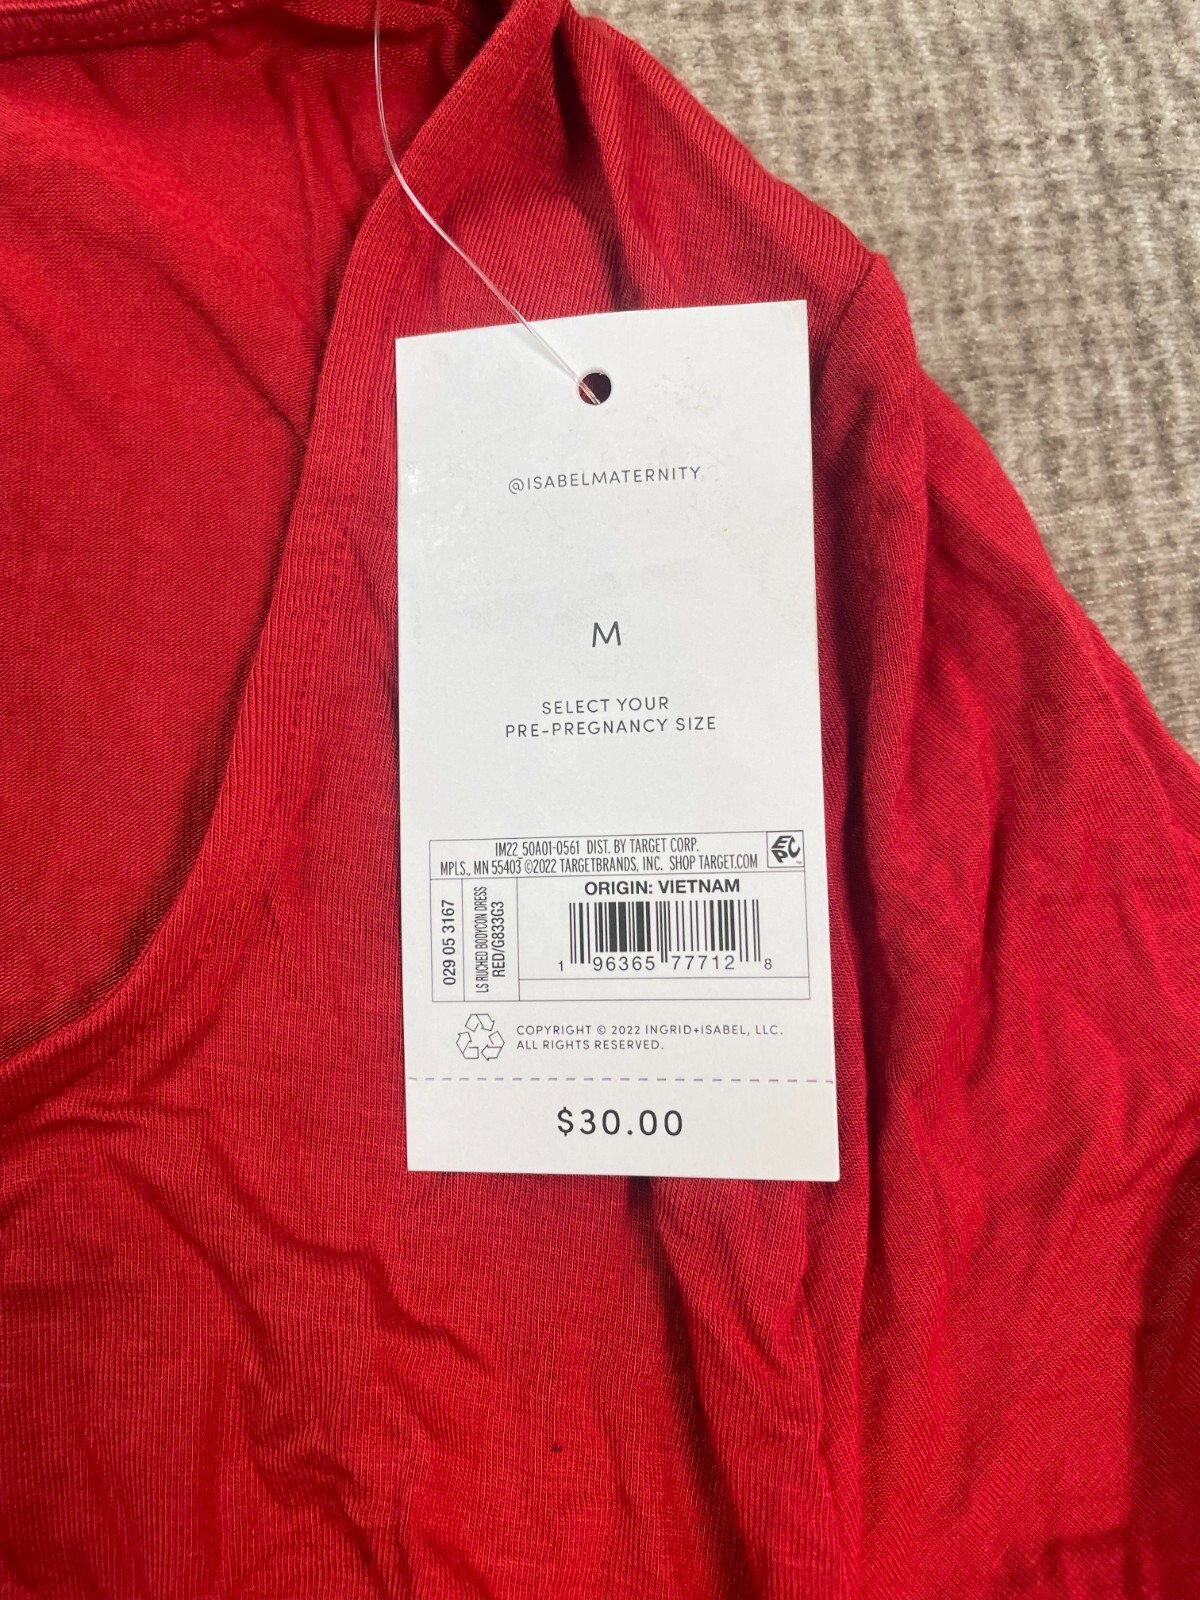 @ISABELMATERNITY
M
SELECT YOUR
PRE-PREGNANCY SIZE
IM22_50A01-0561 DIST. BY TARGET CORP.
MPLS., MN 55403 ©2022 TARGETBRANDS, INC. SHOP TARGET.COM
EPC
029 05 3167
LS RUCHED BODYCON DRESS
RED/G833G3
ORIGIN: VIETNAM
1 96365 77712 8
COPYRIGHT © 2022 INGRID+ISABEL, LLC.
ALL RIGHTS RESERVED.
$30.00